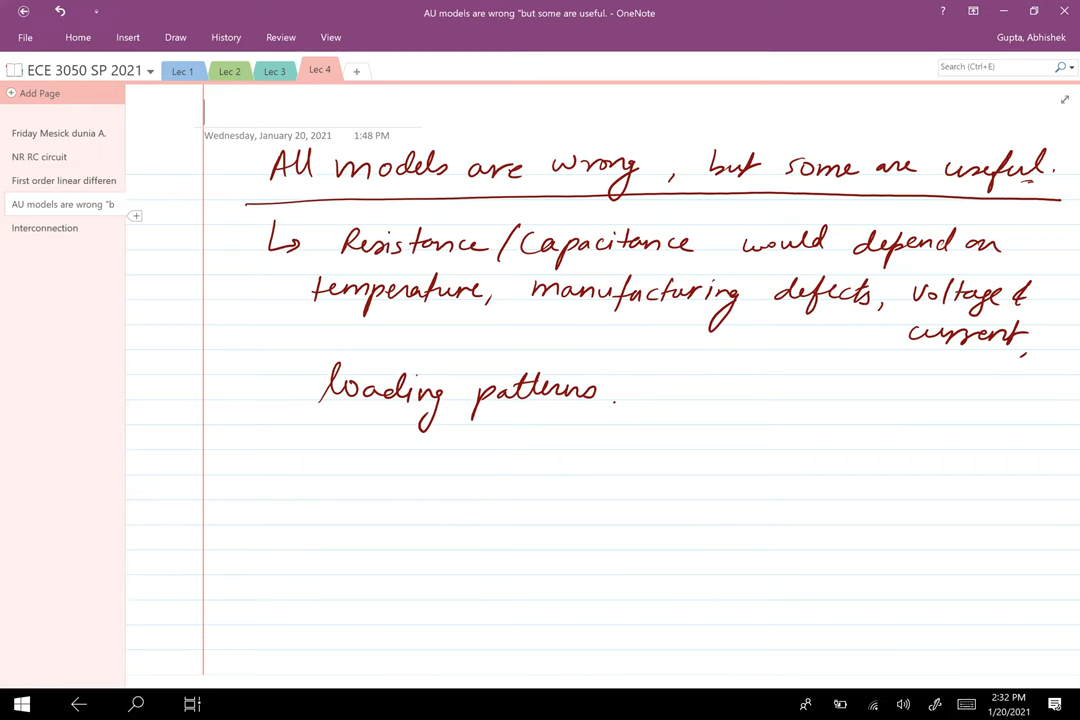 AU models are wrong "but some are useful. - OneNote
?
File Home Insert Draw History Review View
Gupta, Abhishek
ECE 3050 SP 2021 Lec 1 Lec 2 Lec 3 Lec 4 +
Search (Ctrl+E)
Add Page
Friday Mesick dunia A.
NR RC circuit
First order linear differen
AU models are wrong "b
Interconnection
Wednesday, January 20, 2021 1:48 PM
All models are wrong, but some are useful.
↳ Resistance/Capacitance would depend on
temperature, manufacturing defects, voltage &
current,
loading patterns.
2:32 PM
1/20/2021